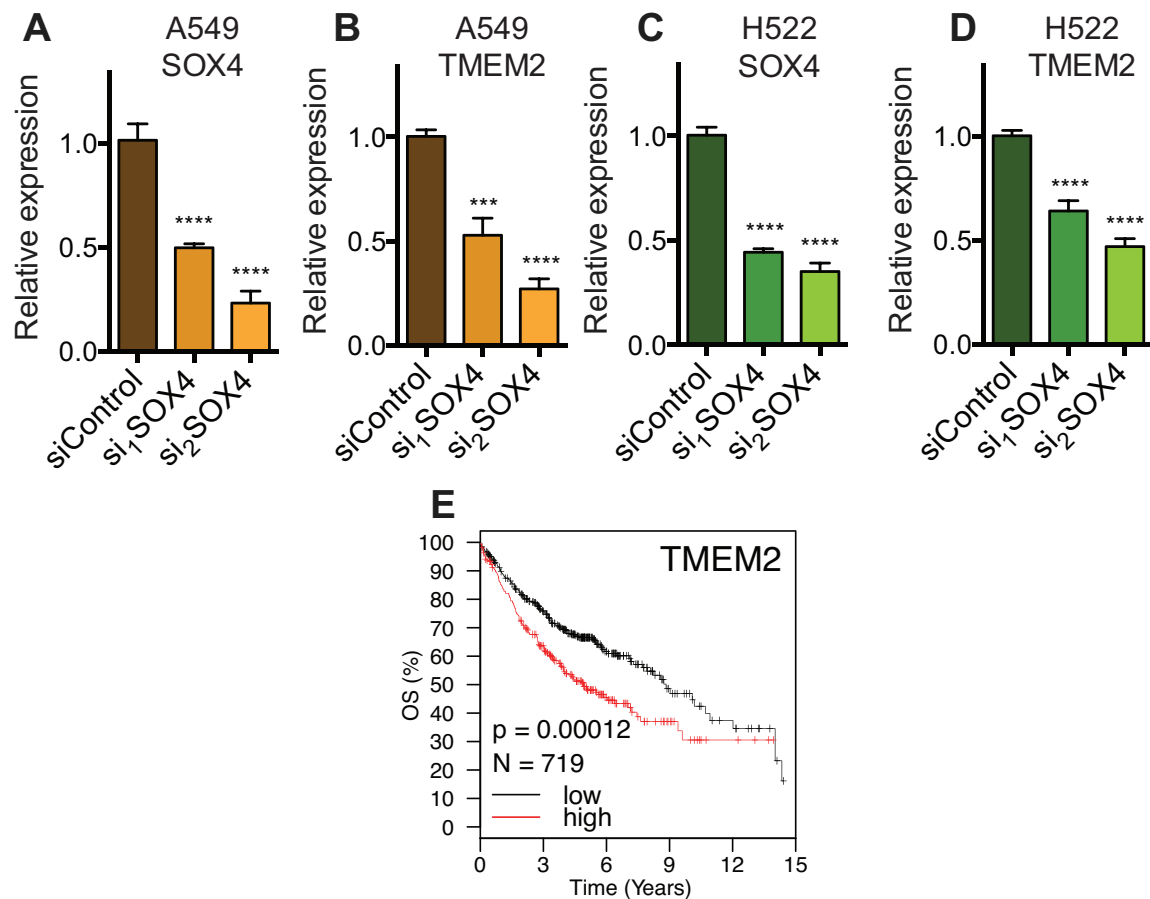 A
A549
SOX4
Relative expression
1.0
0.5
0.0
****
****
siControl
si₁SOX4
si₂SOX4
B
A549
TMEM2
Relative expression
1.0
0.5
0.0
***
****
siControl
si₁SOX4
si₂SOX4
C
H522
SOX4
Relative expression
1.0
0.5
0.0
****
****
siControl
si₁SOX4
si₂SOX4
D
H522
TMEM2
Relative expression
1.0
0.5
0.0
****
****
siControl
si₁SOX4
si₂SOX4
E
TMEM2
OS (%)
100
90
80
70
60
50
40
30
20
10
0
p = 0.00012
N = 719
low
high
0 3 6 9 12 15
Time (Years)